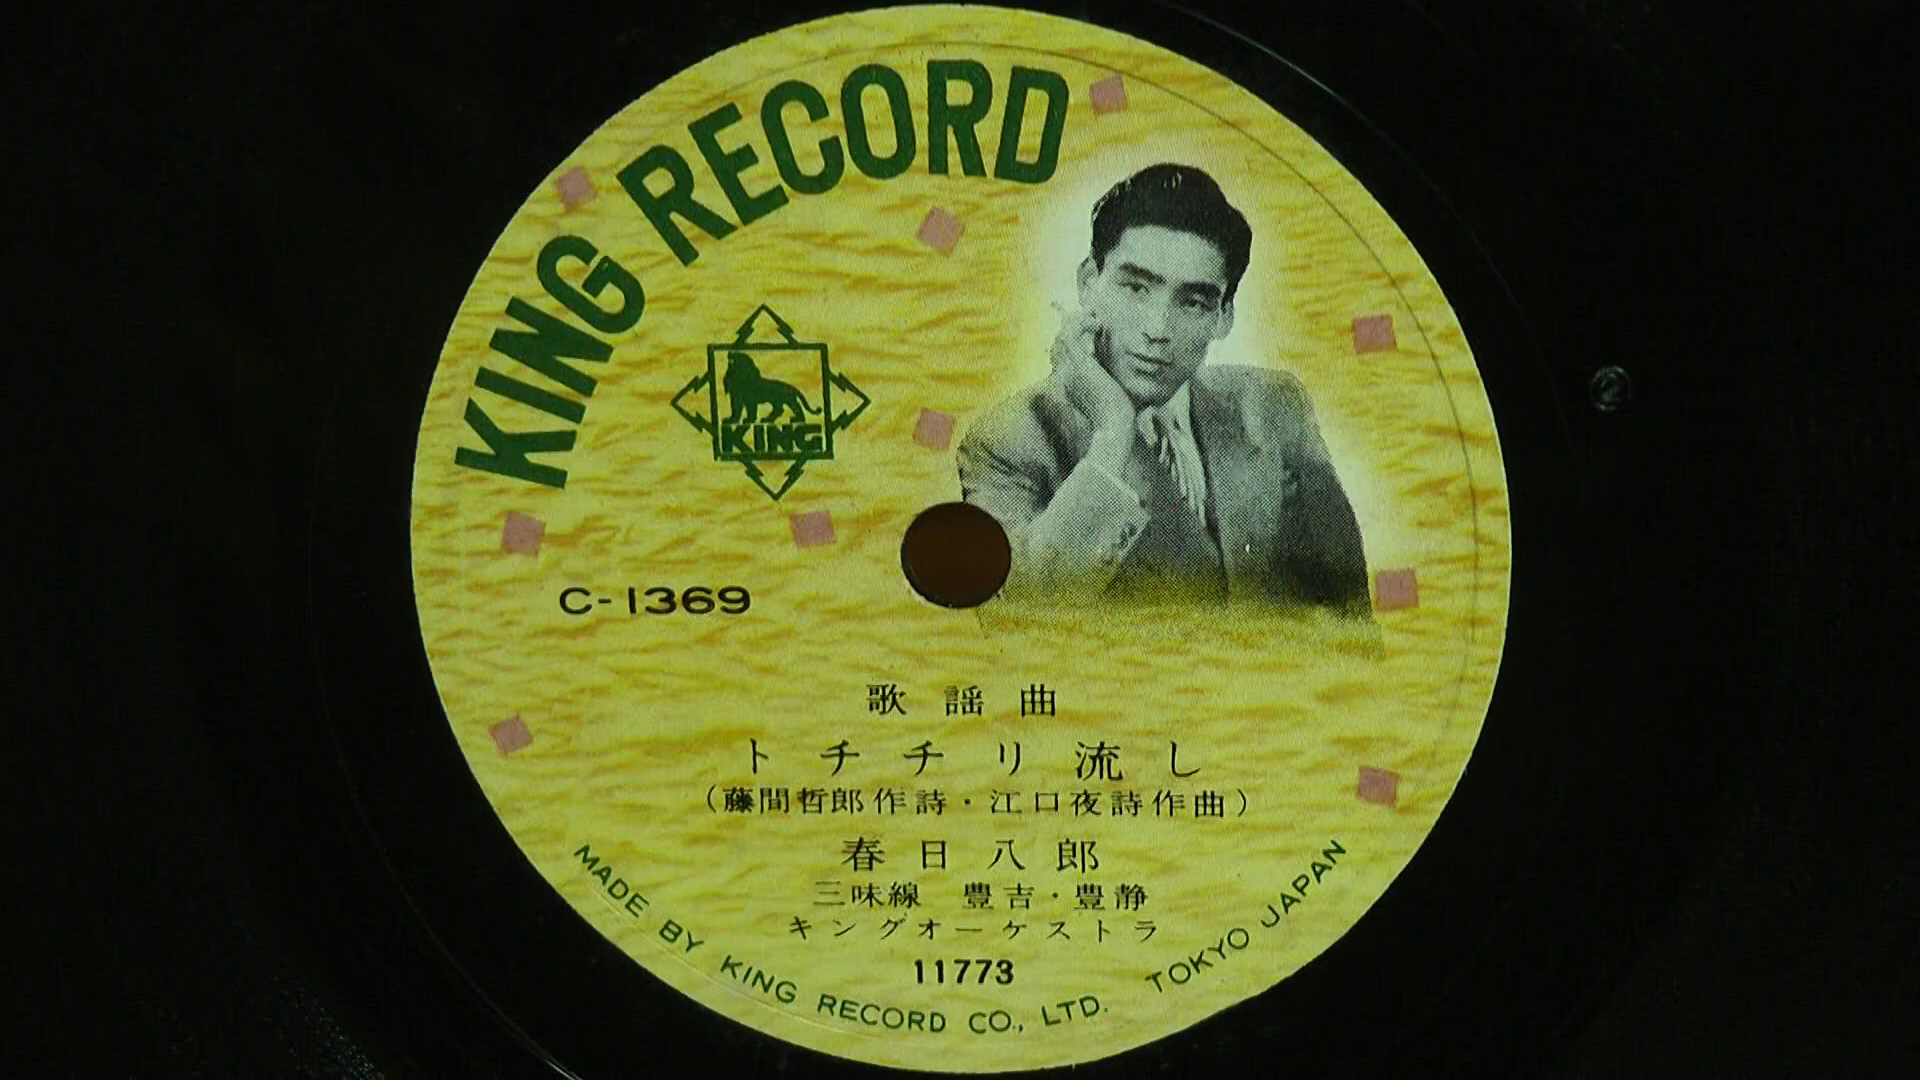 KING RECORD
KING
C-1369
歌謡曲
トチチリ流し
(藤間哲郎作詩・江口夜詩作曲)
春日八郎
三味線 豊吉・豊静
キングオーケストラ
11773
MADE BY KING RECORD CO., LTD. TOKYO JAPAN